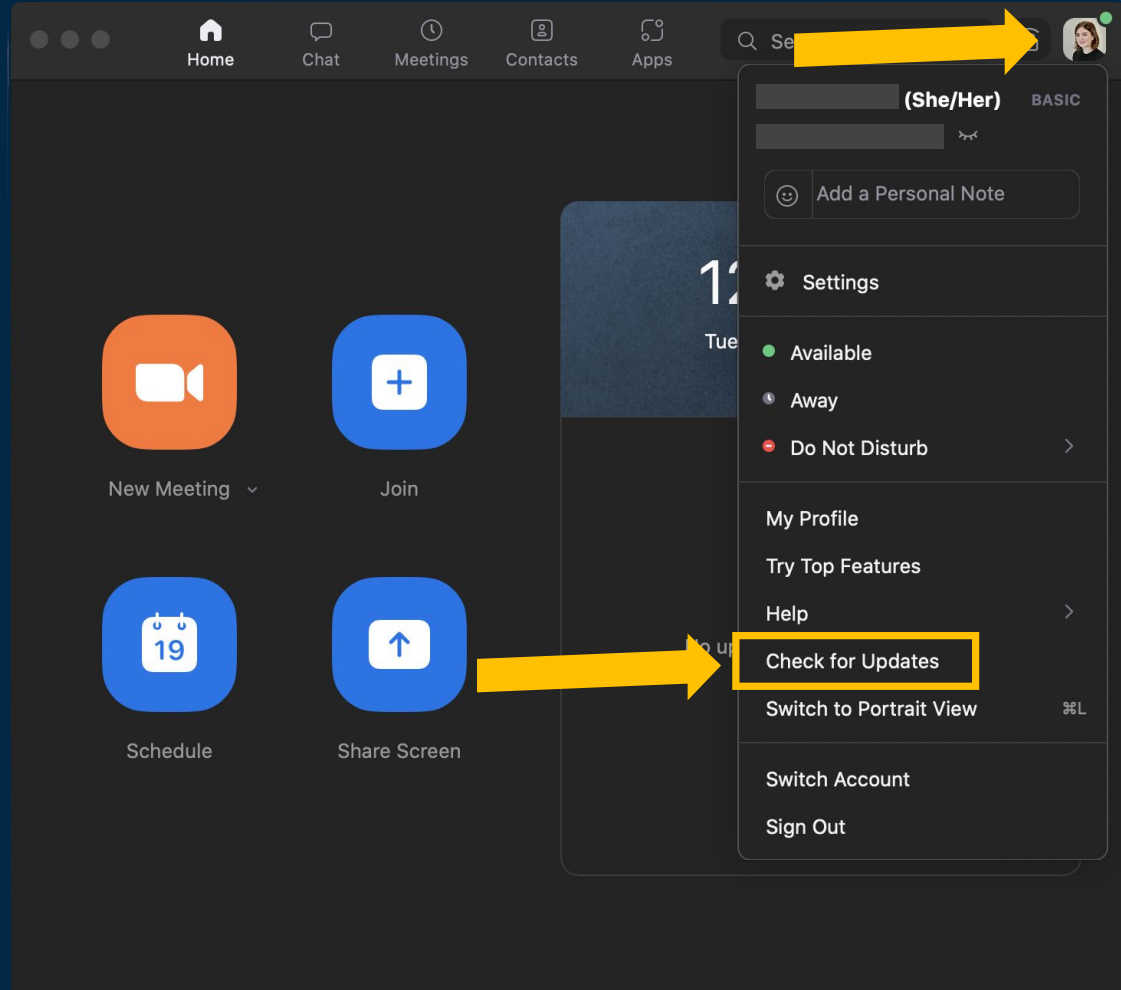 Home
Chat
Meetings
Contacts
Apps
(She/Her) BASIC
Add a Personal Note
Settings
Tue
Available
Away
Do Not Disturb
New Meeting
Join
My Profile
Try Top Features
Help
Check for Updates
Switch to Portrait View ⌘L
19
Schedule
Share Screen
Switch Account
Sign Out